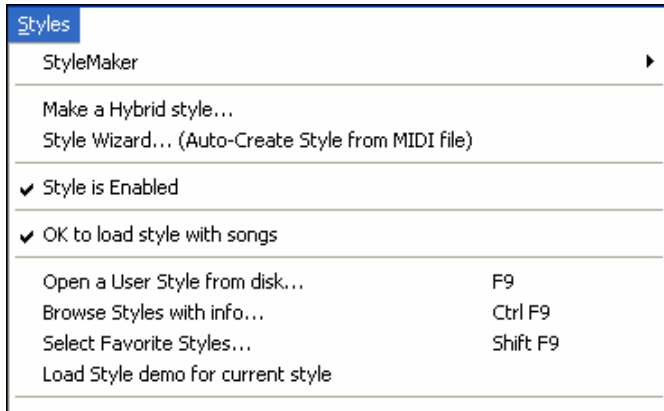 Styles
StyleMaker
Make a Hybrid style...
Style Wizard... (Auto-Create Style from MIDI file)
Style is Enabled
OK to load style with songs
Open a User Style from disk... F9
Browse Styles with info... Ctrl F9
Select Favorite Styles... Shift F9
Load Style demo for current style